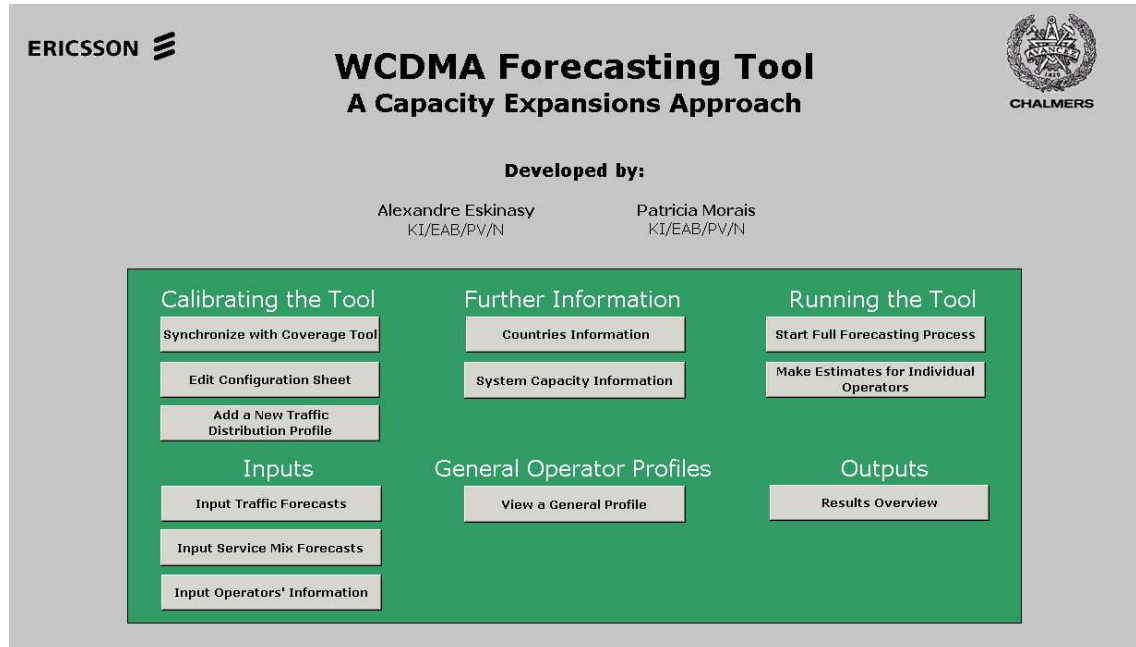 ERICSSON
WCDMA Forecasting Tool
A Capacity Expansions Approach
AVANCEZ
1829
CHALMERS
Developed by:
Alexandre Eskinasy
KI/EAB/PV/N
Patricia Morais
KI/EAB/PV/N
Calibrating the Tool
Synchronize with Coverage Tool
Edit Configuration Sheet
Add a New Traffic
Distribution Profile
Further Information
Countries Information
System Capacity Information
Running the Tool
Start Full Forecasting Process
Make Estimates for Individual
Operators
Inputs
Input Traffic Forecasts
Input Service Mix Forecasts
Input Operators' Information
General Operator Profiles
View a General Profile
Outputs
Results Overview